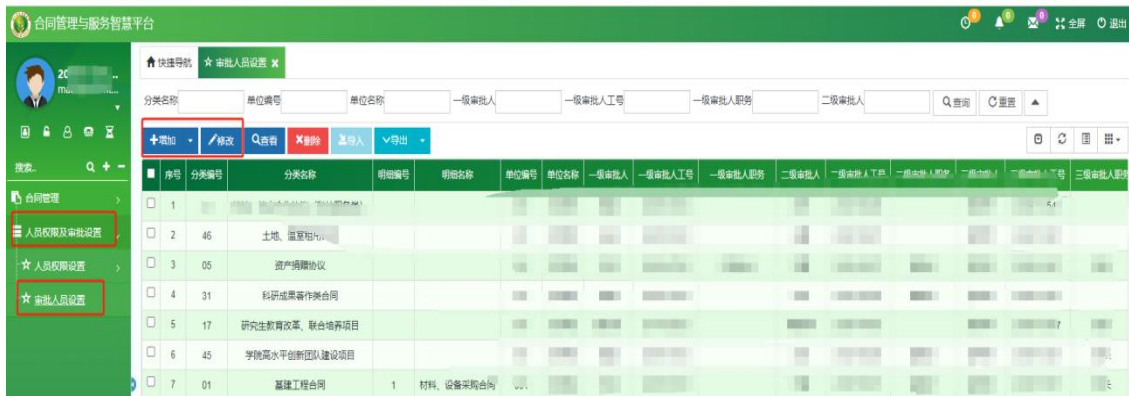 合同管理与服务智慧平台
全屏 退出
20 ..
快捷导航 审批人员设置
分类名称 单位编号 单位名称 一级审批人 一级审批人工号 一级审批人职务 二级审批人 查询 重置
增加 修改 查看 删除 导入 导出
搜索..
序号 分类编号 分类名称 明细编号 明细名称 单位编号 单位名称 一级审批人 一级审批人工号 一级审批人职务 二级审批人 二级审批人工号 三级审批人职务
合同管理
1
人员权限及审批设置
2 46 土地、温室租用
人员权限设置
3 05 资产捐赠协议
审批人员设置
4 31 科研成果著作类合同
5 17 研究生教育改革、联合培养项目
6 45 学院高水平创新团队建设项目
7 01 基建工程合同 1 材料、设备采购合同